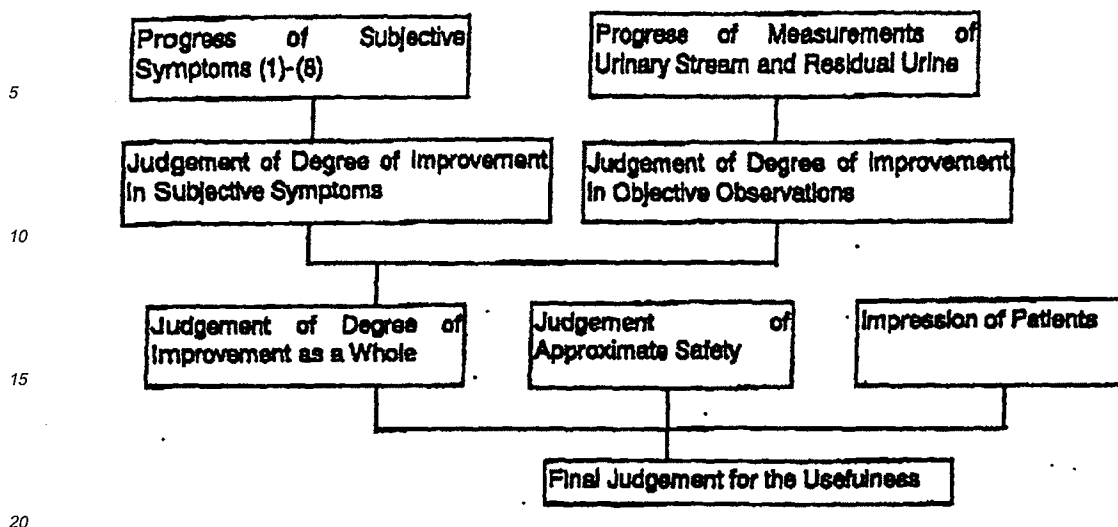 Progress of Subjective
Symptoms (1)-(8)
Progress of Measurements of
Urinary Stream and Residual Urine
5
Judgement of Degree of Improvement
in Subjective Symptoms
Judgement of Degree of Improvement
in Objective Observations
10
Judgement of Degree of
Improvement as a Whole
Judgement of
Approximate Safety
Impression of Patients
15
Final Judgement for the Usefulness
20